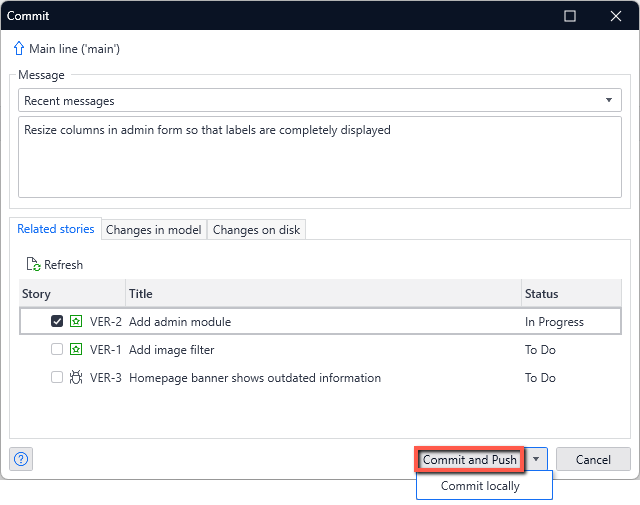 Commit
Main line ('main')
Message
Recent messages
Resize columns in admin form so that labels are completely displayed
Related stories Changes in model Changes on disk
Refresh
Story Title Status
VER-2 Add admin module In Progress
VER-1 Add image filter To Do
VER-3 Homepage banner shows outdated information To Do
? Commit and Push Cancel
Commit locally